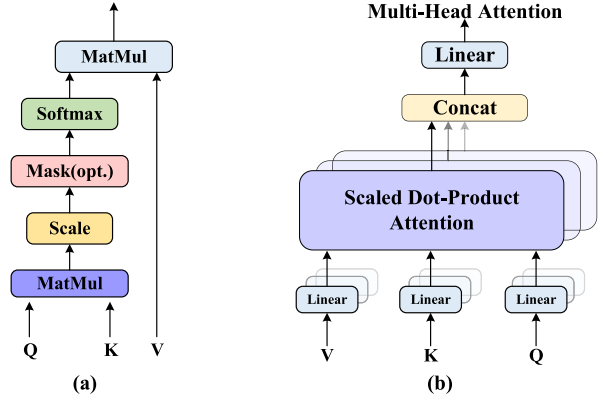 MatMul
Softmax
Mask(opt.)
Scale
MatMul
Q K V
(a)
Multi-Head Attention
Linear
Concat
Scaled Dot-Product
Attention
Linear Linear Linear
V K Q
(b)